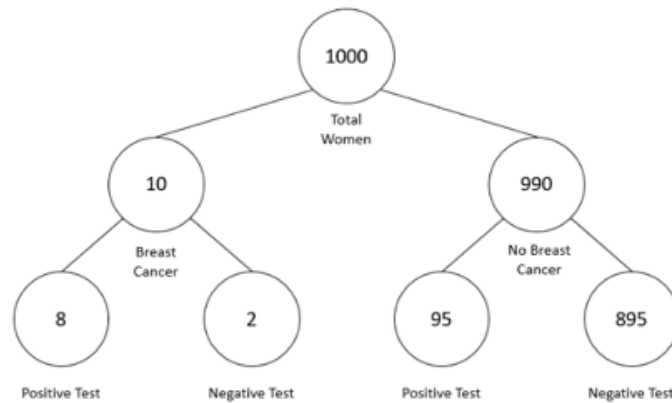 1000
Total
Women
10
990
Breast
Cancer
No Breast
Cancer
8
2
95
895
Positive Test
Negative Test
Positive Test
Negative Test